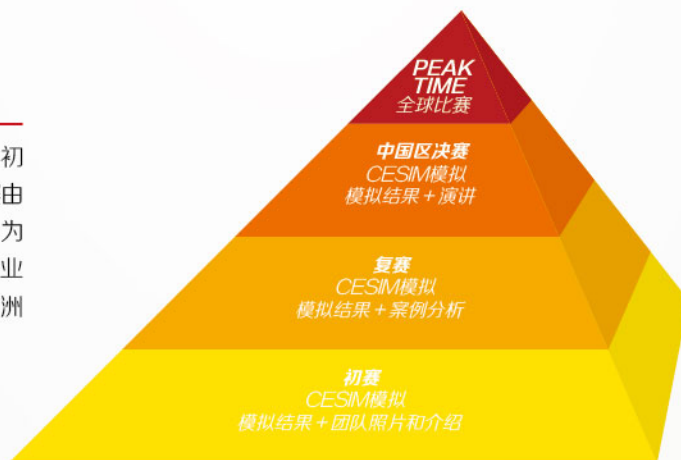 初
由
为
业
洲
PEAK
TIME
全球比赛
中国区决赛
CESIM模拟
模拟结果+演讲
复赛
CESIM模拟
模拟结果+案例分析
初赛
CESIM模拟
模拟结果+团队照片和介绍